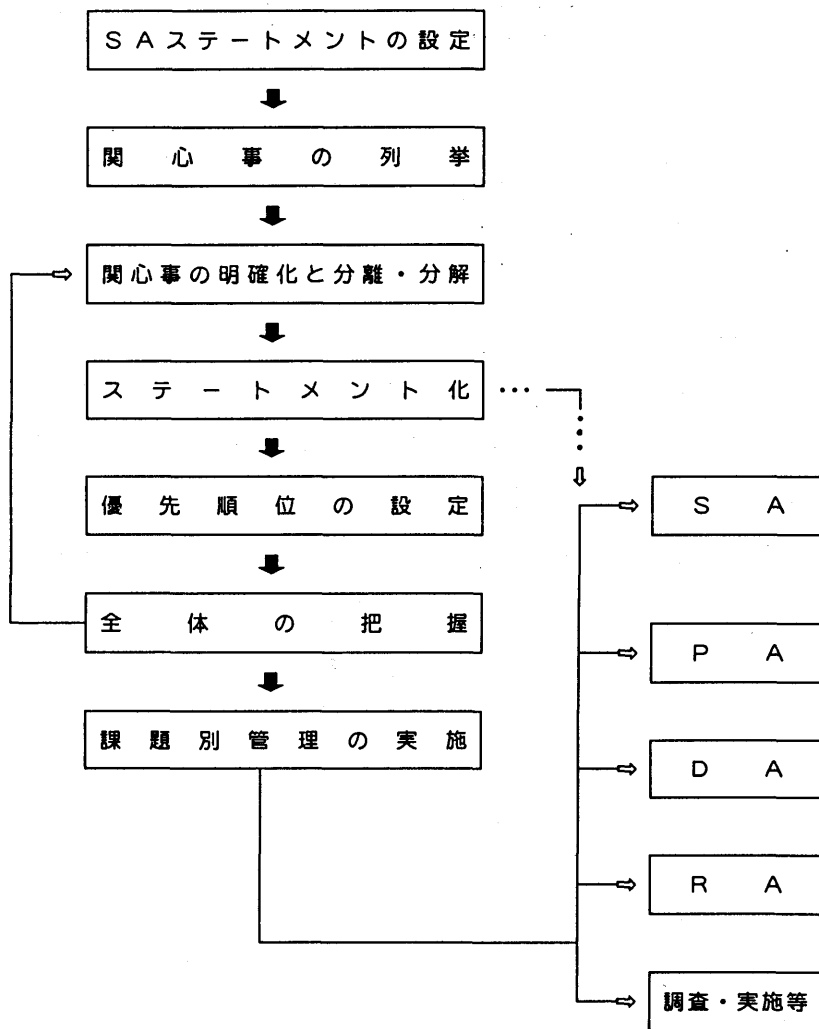 SAステートメントの設定
関心事の列挙
関心事の明確化と分離・分解
ステートメント化
優先順位の設定
全体の把握
課題別管理の実施
SA
PA
DA
RA
調査・実施等